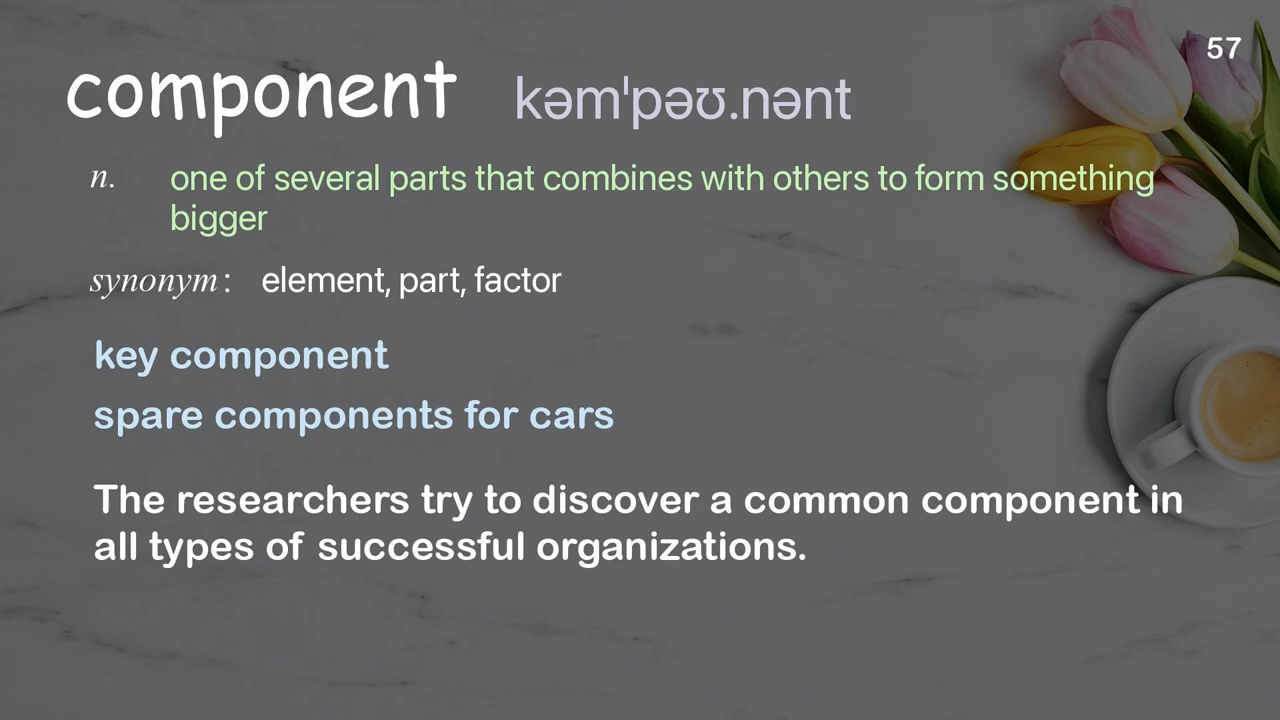 57
component kəmˈpəʊ.nənt
n. one of several parts that combines with others to form something
bigger
synonym: element, part, factor
key component
spare components for cars
The researchers try to discover a common component in
all types of successful organizations.